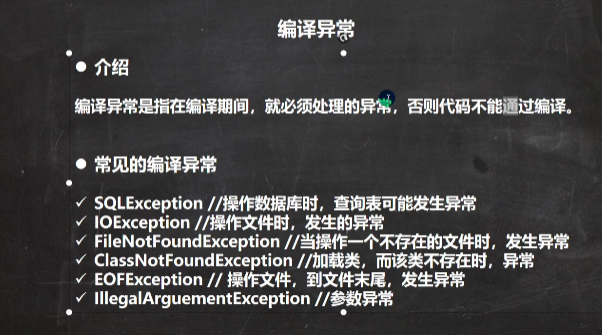 编译异常
● 介绍
编译异常是指在编译期间，就必须处理的异常，否则代码不能通过编译。
● 常见的编译异常
✓ SQLException //操作数据库时，查询表可能发生异常
✓ IOException //操作文件时，发生的异常
✓ FileNotFoundException //当操作一个不存在的文件时，发生异常
✓ ClassNotFoundException //加载类，而该类不存在时，异常
✓ EOFException // 操作文件，到文件末尾，发生异常
✓ IllegalArguementException //参数异常